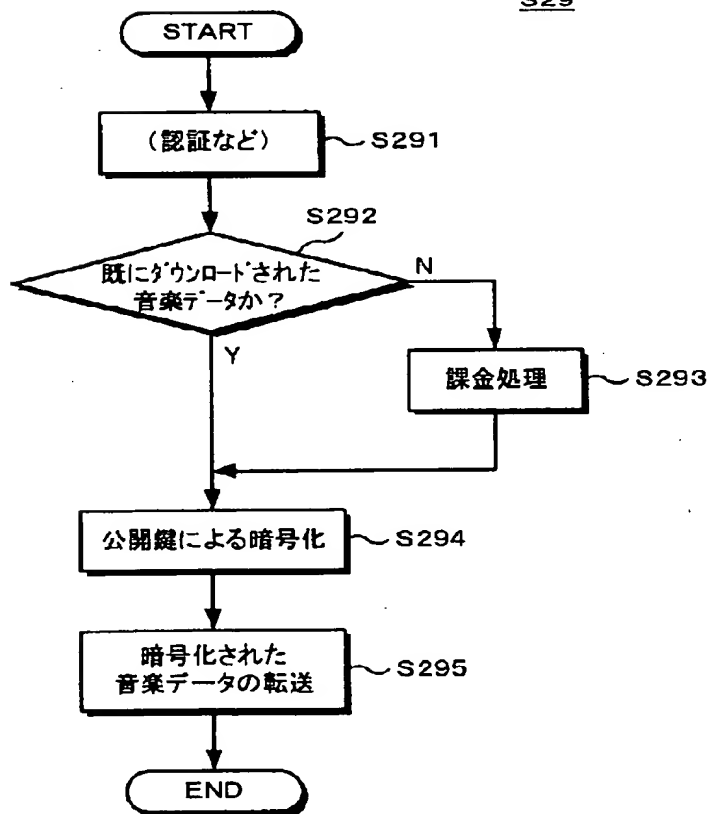 S29
START
(認証など)
S291
S292
既にダウンロードされた
音楽データか?
N
Y
課金処理
S293
公開鍵による暗号化
S294
暗号化された
音楽データの転送
S295
END